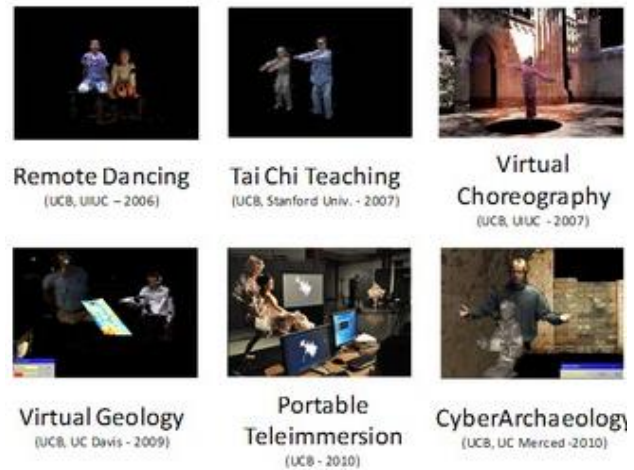 Remote Dancing
(UCB, UIUC – 2006)
Tai Chi Teaching
(UCB, Stanford Univ. - 2007)
Virtual
Choreography
(UCB, UIUC - 2007)
Virtual Geology
(UCB, UC Davis - 2009)
Portable
Teleimmersion
(UCB - 2010)
CyberArchaeology
(UCB, UC Merced -2010)